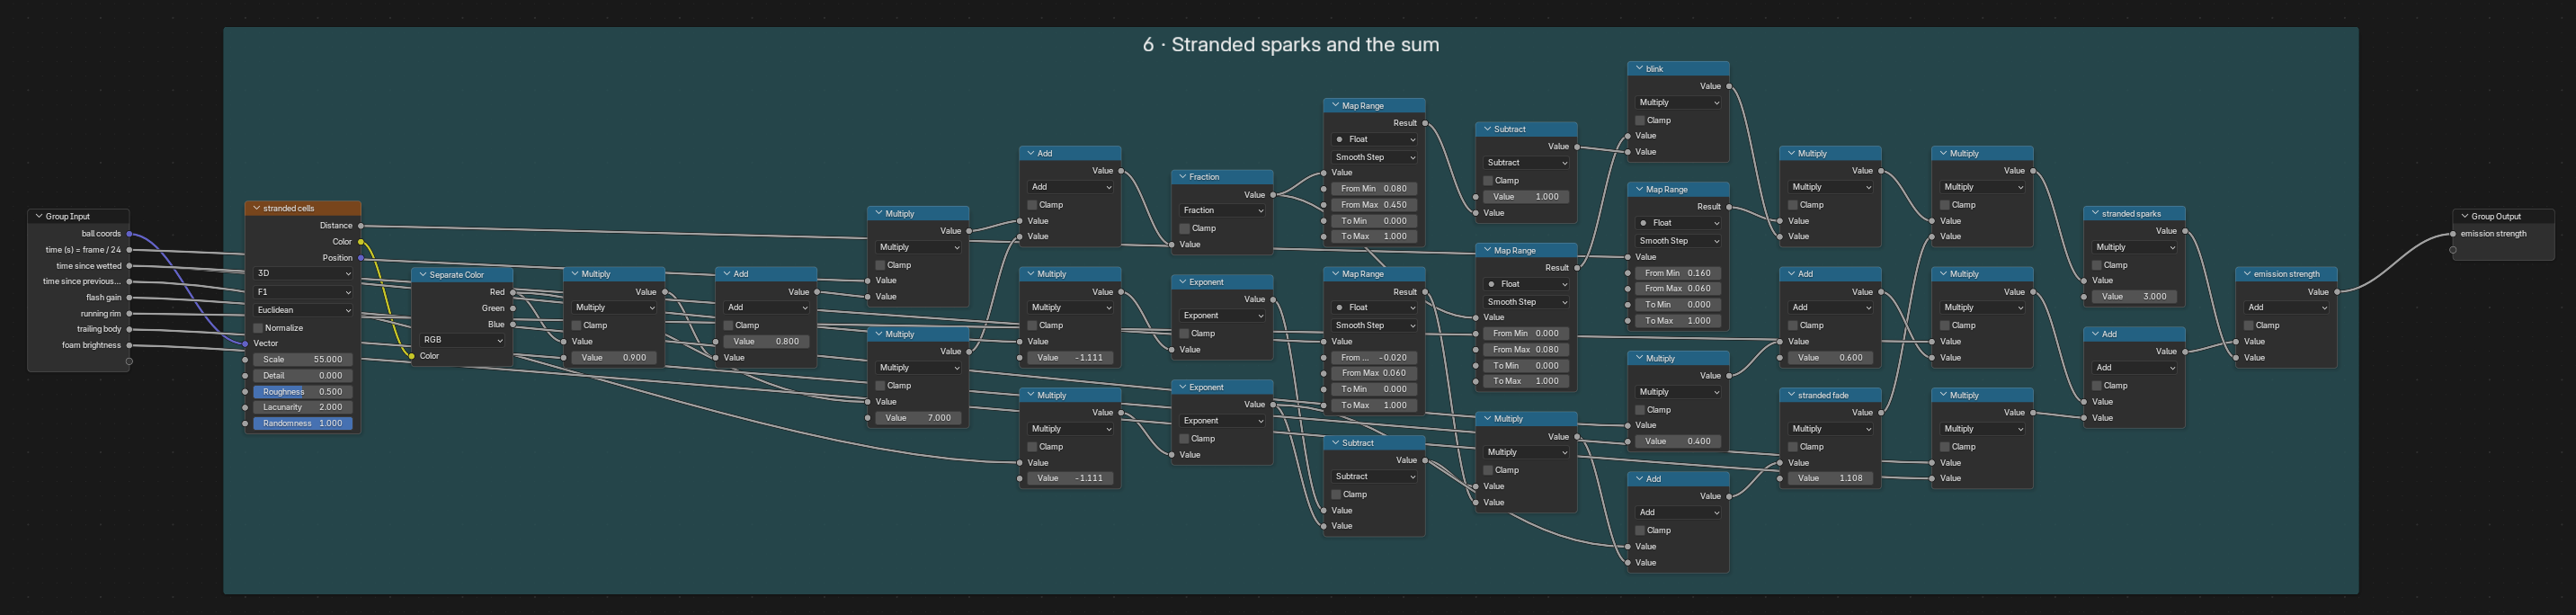 6 · Stranded sparks and the sum
Group Input
ball coords
time (s) = frame / 24
time since wetted
time since previous...
flash gain
running rim
trailing body
foam brightness
stranded cells
Distance
Color
Position
3D
F1
Euclidean
Normalize
Vector
Scale 55.000
Detail 0.000
Roughness 0.500
Lacunarity 2.000
Randomness 1.000
Separate Color
Red
Green
Blue
RGB
Color
Multiply
Value
Multiply
Clamp
Value
Value 0.900
Add
Value
Add
Clamp
Value 0.800
Value
Multiply
Value
Multiply
Clamp
Value
Value
Multiply
Value
Multiply
Clamp
Value
Value 7.000
Add
Value
Add
Clamp
Value
Value
Multiply
Value
Multiply
Clamp
Value
Value -1.111
Multiply
Value
Multiply
Clamp
Value
Value -1.111
Fraction
Value
Fraction
Clamp
Value
Exponent
Value
Exponent
Clamp
Value
Exponent
Value
Exponent
Clamp
Value
Map Range
Result
Float
Smooth Step
Value
From Min 0.080
From Max 0.450
To Min 0.000
To Max 1.000
Map Range
Result
Float
Smooth Step
Value
From ... -0.020
From Max 0.060
To Min 0.000
To Max 1.000
Subtract
Value
Subtract
Clamp
Value
Value
Subtract
Value
Subtract
Clamp
Value 1.000
Value
Map Range
Result
Float
Smooth Step
Value
From Min 0.000
From Max 0.080
To Min 0.000
To Max 1.000
Multiply
Value
Multiply
Clamp
Value
Value
blink
Value
Multiply
Clamp
Value
Value
Map Range
Result
Float
Smooth Step
Value
From Min 0.160
From Max 0.060
To Min 0.000
To Max 1.000
Multiply
Value
Multiply
Clamp
Value
Value 0.400
Add
Value
Add
Clamp
Value
Value
Multiply
Value
Multiply
Clamp
Value
Value
Add
Value
Add
Clamp
Value
Value 0.600
stranded fade
Value
Multiply
Clamp
Value
Value 1.108
Multiply
Value
Multiply
Clamp
Value
Value
Multiply
Value
Multiply
Clamp
Value
Value
Multiply
Value
Multiply
Clamp
Value
Value
stranded sparks
Value
Multiply
Clamp
Value
Value 3.000
Add
Value
Add
Clamp
Value
Value
emission strength
Value
Add
Clamp
Value
Value
Group Output
emission strength